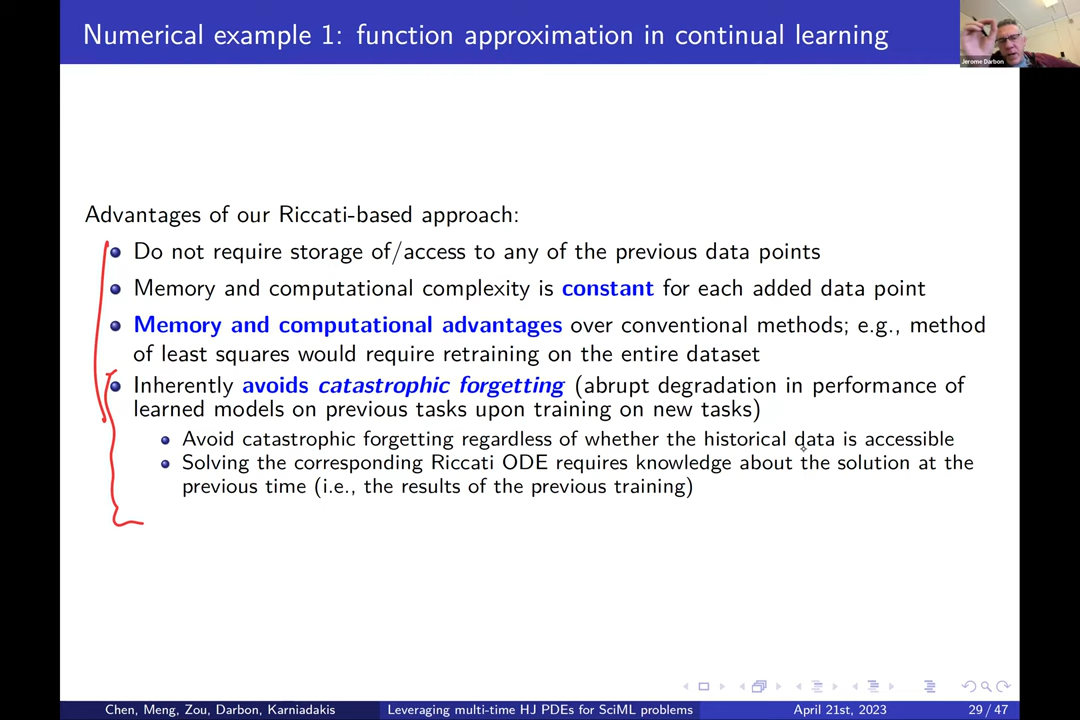 Numerical example 1: function approximation in continual learning
Jerome Darbon
Advantages of our Riccati-based approach:
Do not require storage of/access to any of the previous data points
Memory and computational complexity is constant for each added data point
Memory and computational advantages over conventional methods; e.g., method
of least squares would require retraining on the entire dataset
Inherently avoids catastrophic forgetting (abrupt degradation in performance of
learned models on previous tasks upon training on new tasks)
Avoid catastrophic forgetting regardless of whether the historical data is accessible
Solving the corresponding Riccati ODE requires knowledge about the solution at the
previous time (i.e., the results of the previous training)
Chen, Meng, Zou, Darbon, Karniadakis Leveraging multi-time HJ PDEs for SciML problems April 21st, 2023 29 / 47